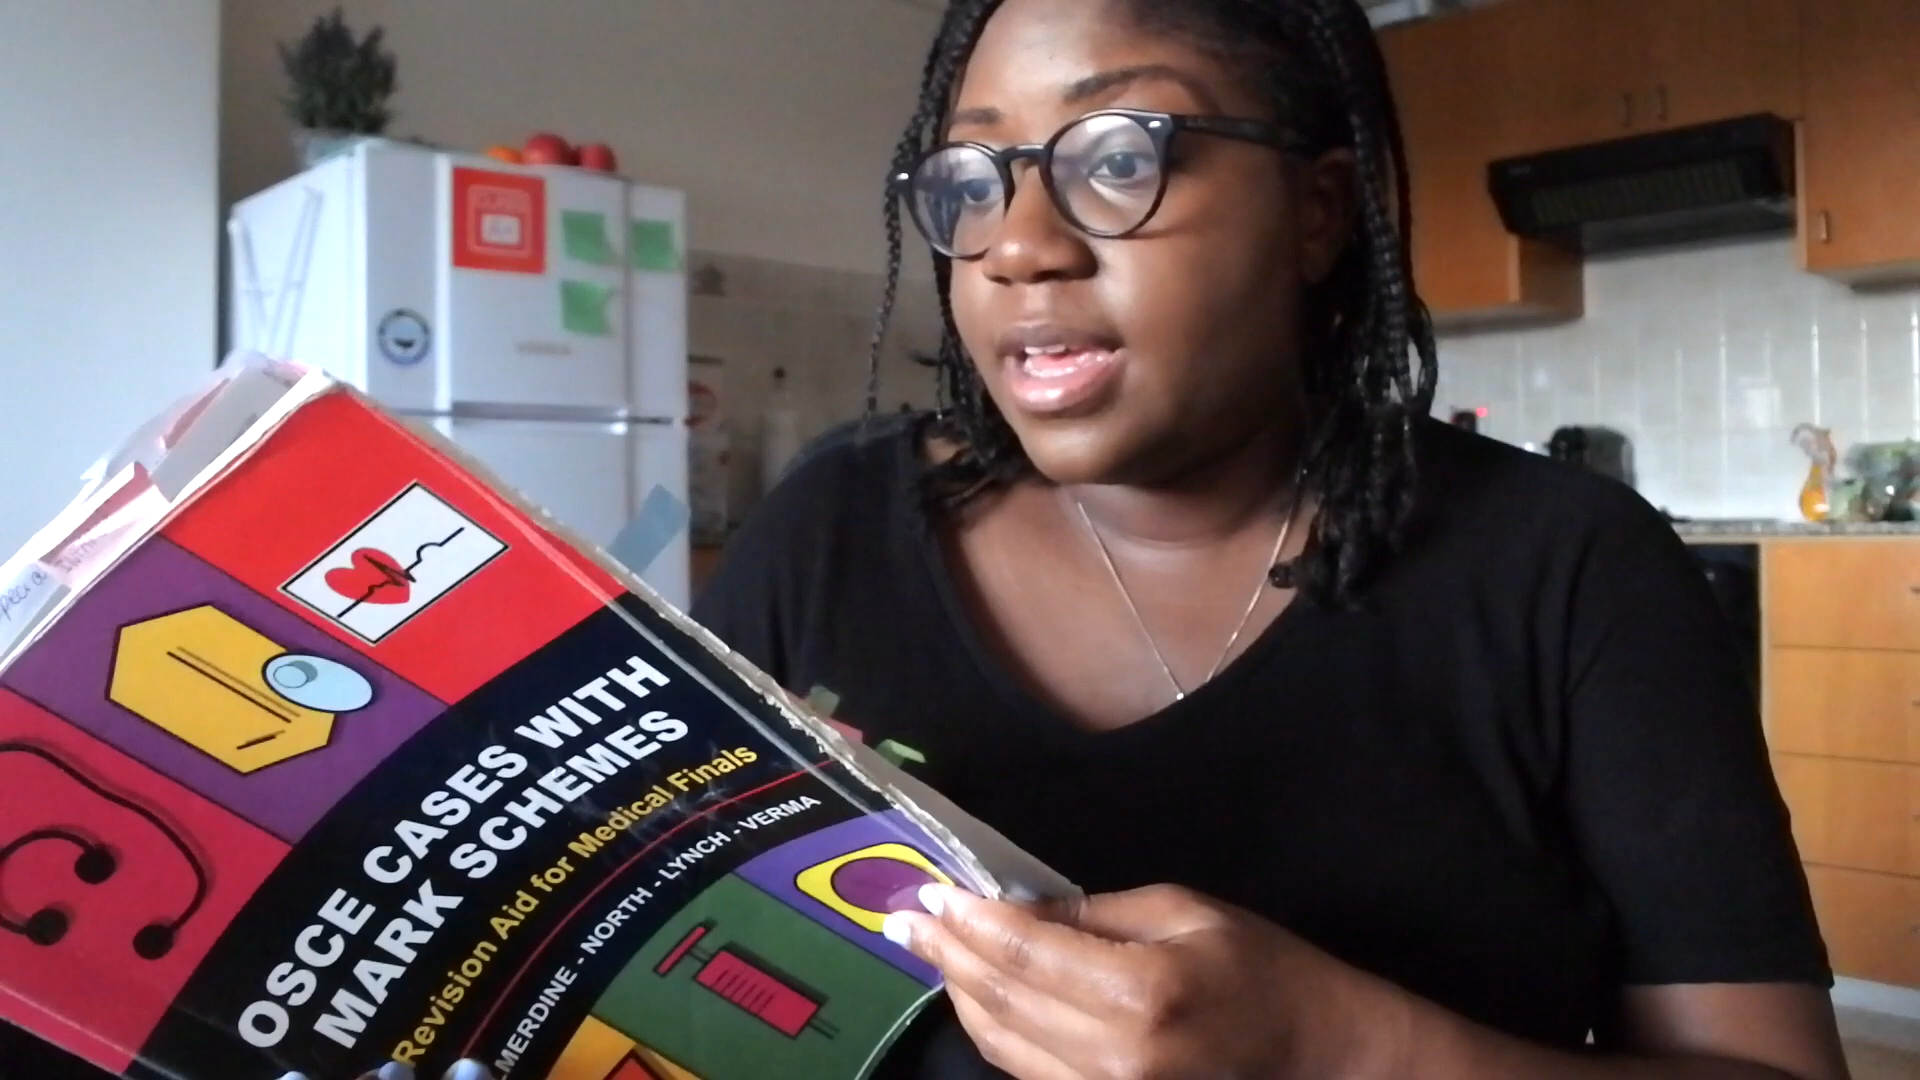 OSCE CASES WITH
MARK SCHEMES
Revision Aid for Medical Finals
MERDINE - NORTH - LYNCH - VERMA